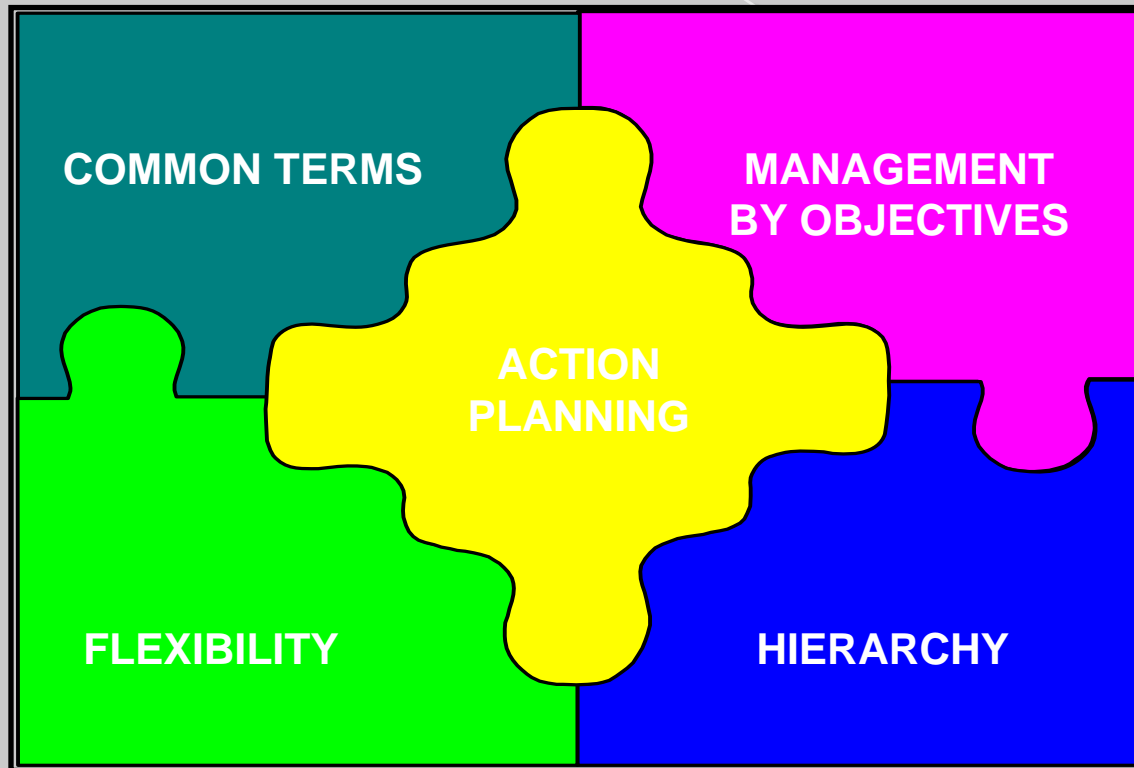 COMMON TERMS
MANAGEMENT
BY OBJECTIVES
ACTION
PLANNING
FLEXIBILITY
HIERARCHY